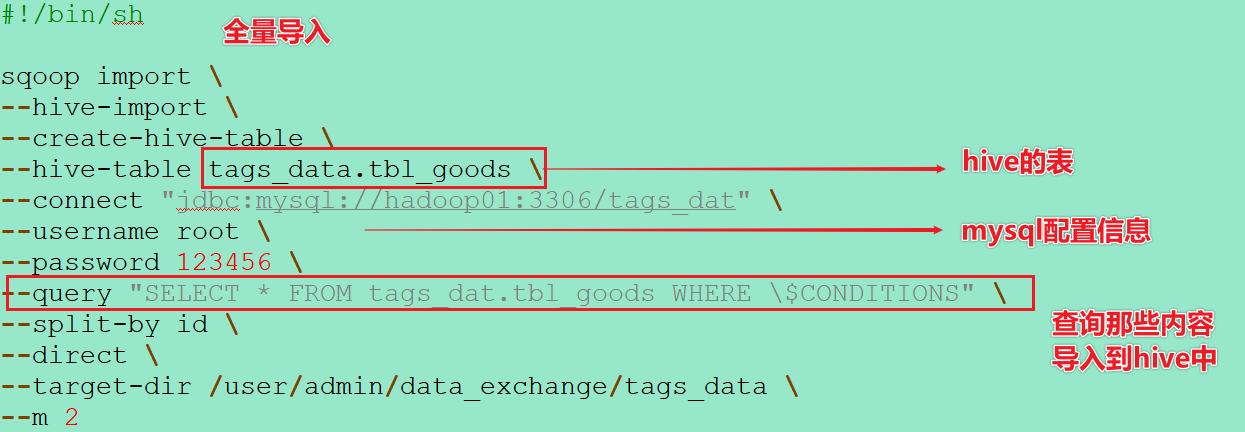 #!/bin/sh
全量导入
sqoop import \
--hive-import \
--create-hive-table \
--hive-table tags_data.tbl_goods \
hive的表
--connect "jdbc:mysql://hadoop01:3306/tags_dat" \
--username root \
mysql配置信息
--password 123456 \
--query "SELECT * FROM tags_dat.tbl_goods WHERE \$CONDITIONS" \
--split-by id \
查询那些内容
导入到hive中
--direct \
--target-dir /user/admin/data_exchange/tags_data \
--m 2